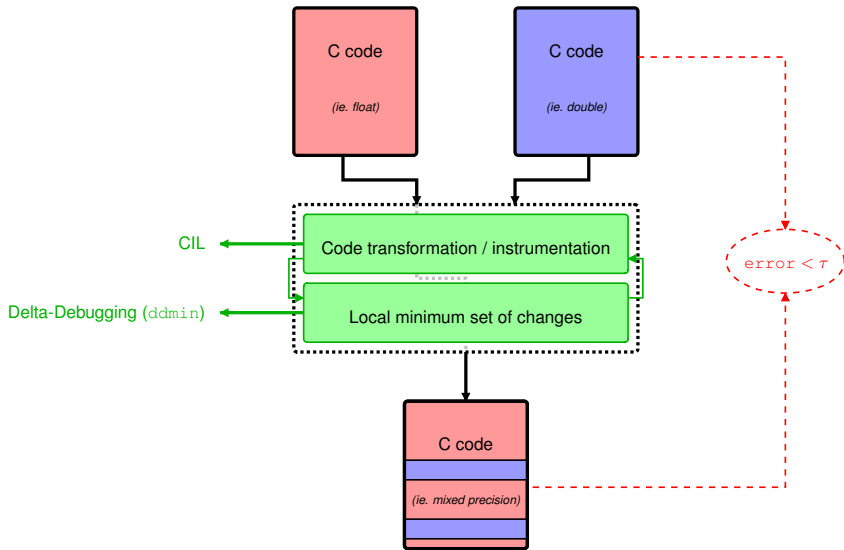 C code
(ie. float)
C code
(ie. double)
CIL
Code transformation / instrumentation
error < τ
Delta-Debugging (ddmin)
Local minimum set of changes
C code
(ie. mixed precision)